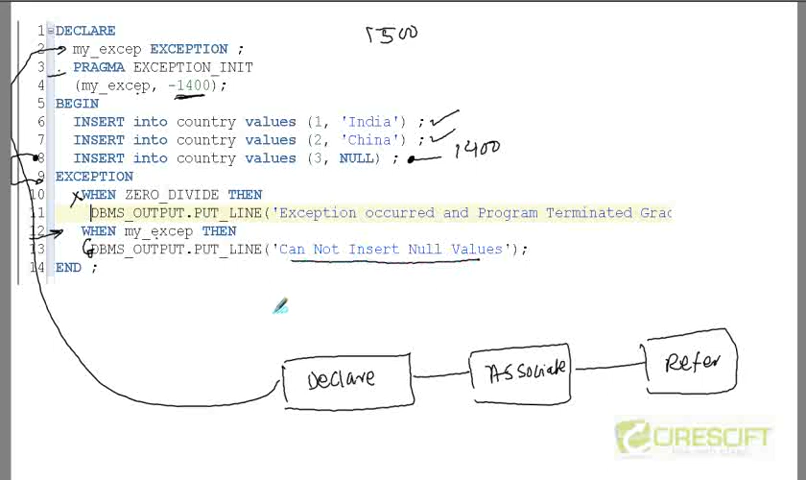 1500
1 DECLARE
2 my_excep EXCEPTION ;
3 PRAGMA EXCEPTION_INIT
4 (my_excep, -1400);
5 BEGIN
6 INSERT into country values (1, 'India') ;
7 INSERT into country values (2, 'China') ;
8 INSERT into country values (3, NULL) ; 1400
9 EXCEPTION
10 WHEN ZERO_DIVIDE THEN
11 DBMS_OUTPUT.PUT_LINE('Exception occurred and Program Terminated Grac
12 WHEN my_excep THEN
13 DBMS_OUTPUT.PUT_LINE('Can Not Insert Null Values');
14 END ;
Declare Associate Refer